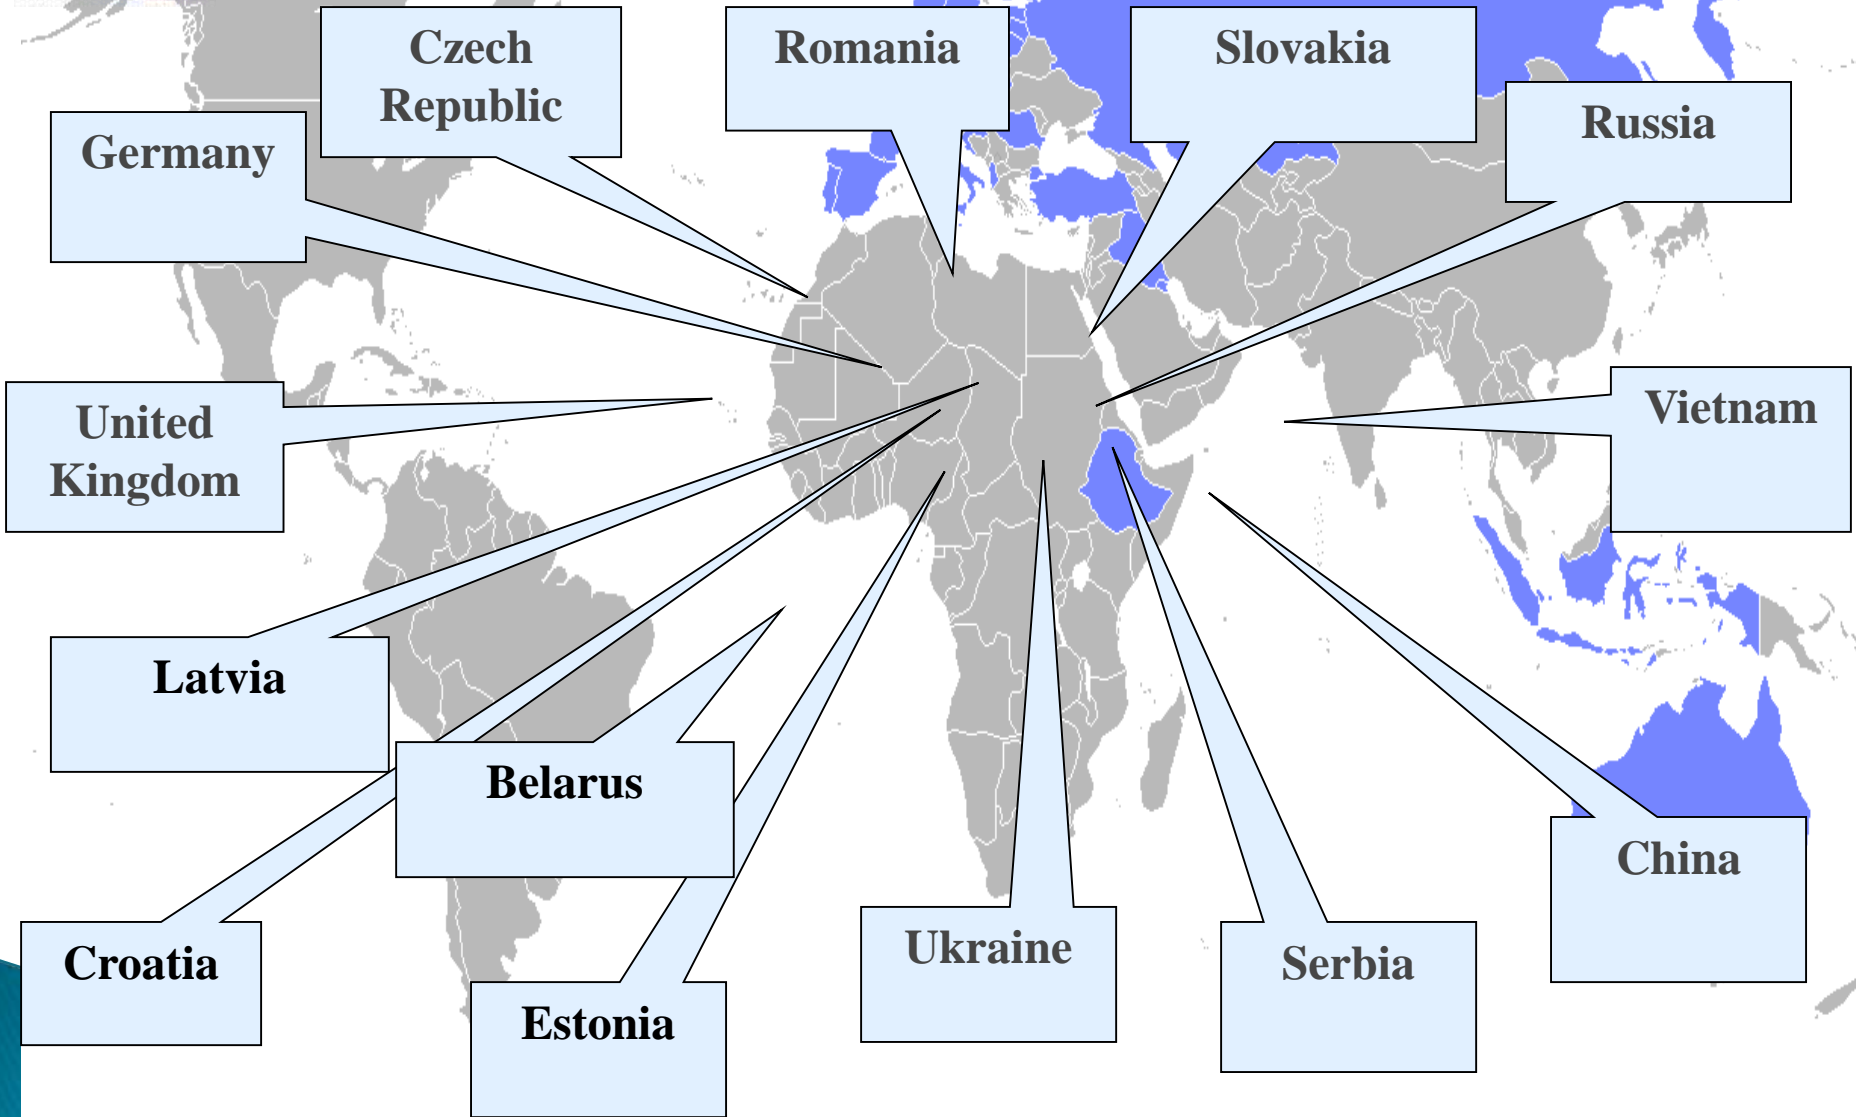 Czech
Republic
Romania
Slovakia
Russia
Germany
United
Kingdom
Vietnam
Latvia
Belarus
China
Croatia
Ukraine
Serbia
Estonia